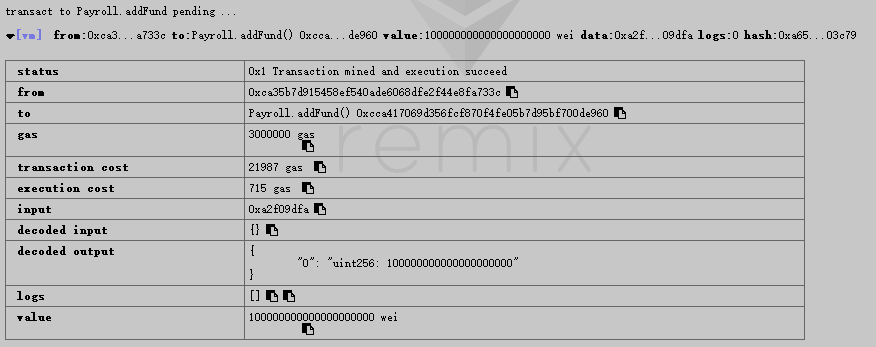 transact to Payroll.addFund pending ...
[vm] from:0xca3...a733c to:Payroll.addFund() 0xcca...de960 value:100000000000000000000 wei data:0xa2f...09dfa logs:0 hash:0xa65...03c79
status 0x1 Transaction mined and execution succeed
from 0xca35b7d915458ef540ade6068dfe2f44e8fa733c
to Payroll.addFund() 0xcca417069d356fcf870f4fe05b7d95bf700de960
gas 3000000 gas
remix
transaction cost 21987 gas
execution cost 715 gas
input 0xa2f09dfa
decoded input {}
decoded output {
"0": "uint256: 100000000000000000000"
}
logs []
value 100000000000000000000 wei